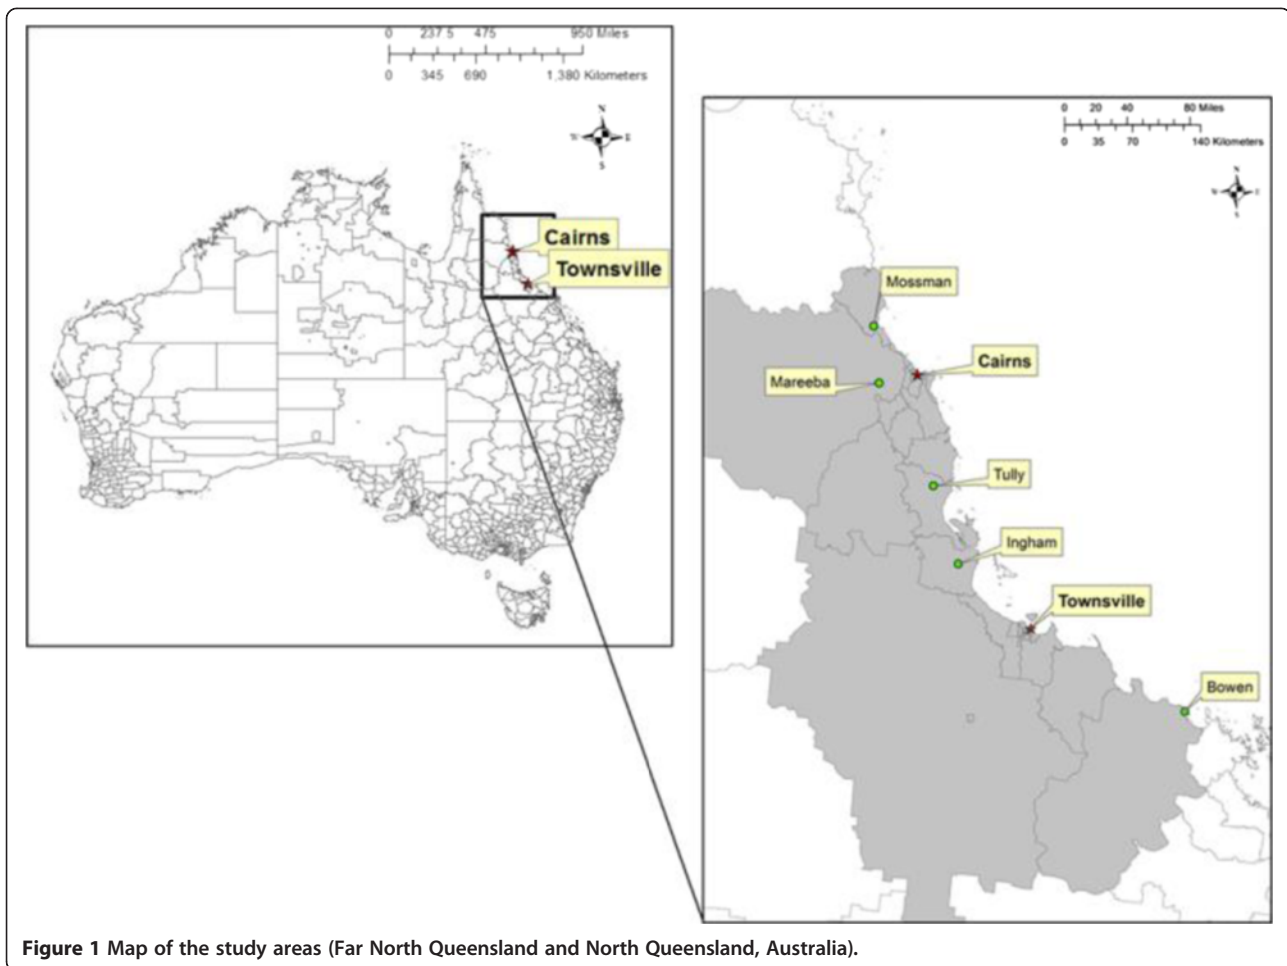 0 237.5 475 950 Miles
0 345 690 1,380 Kilometers
N
W E
S
Cairns
Townsville
0 20 40 80 Miles
0 35 70 140 Kilometers
N
W E
S
Mossman
Cairns
Mareeba
Tully
Ingham
Townsville
Bowen
Figure 1 Map of the study areas (Far North Queensland and North Queensland, Australia).